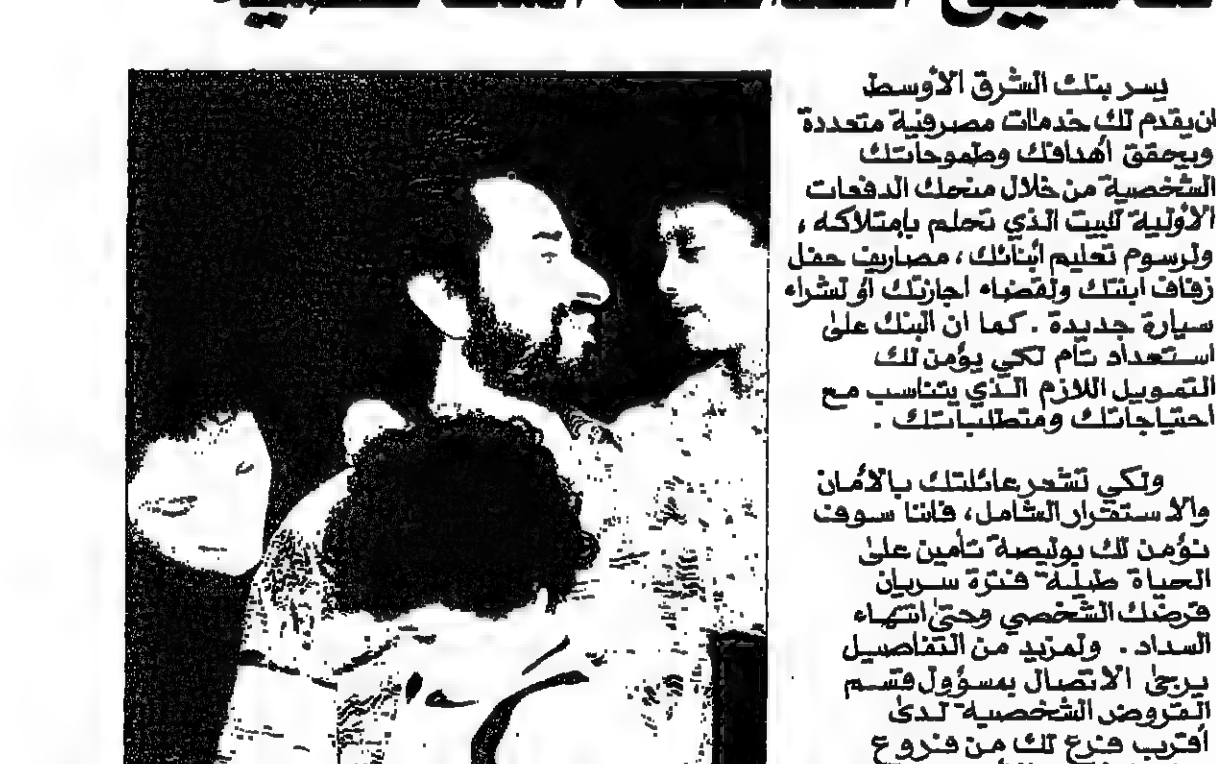 يسر بنك الشرق الأوسط
ان يقدم لك خدمات مصرفية متعددة
ويحقق أهدافك وطموحاتك
الشخصية من خلال منحك الدفعات
الأولية للبيت الذي تحلم بإمتلاكه ،
ولرسوم تعليم أبنائك ، مصاريف حفل
زفاف ابنتك ولقضاء اجازتك أو لشراء
سيارة جديدة . كما ان البنك على
استعداد تام لكي يؤمن لك
التمويل اللازم الذي يتناسب مع
احتياجاتك ومتطلباتك .
ولكي تشعر عائلتك بالأمان
والاستقرار الشامل، فاننا سوف
نؤمن لك بوليصة تأمين على
الحياة طيلة فترة سريان
قرضك الشخصي وحتى انتهاء
السداد . ولمزيد من التفاصيل
يرجى الاتصال بمسؤول قسم
القروض الشخصية لدى
أقرب فرع لك من فروع